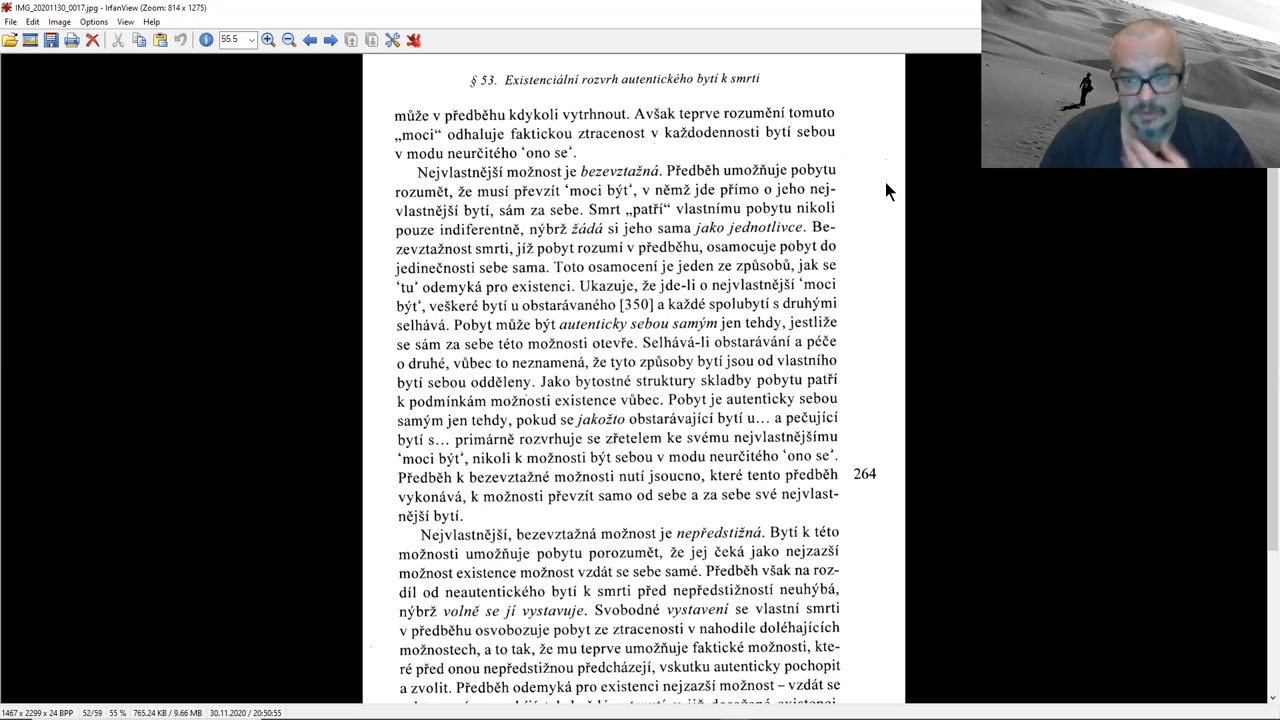 IMG_20201130_0017.jpg - IrfanView (Zoom: 814 x 1275)
File Edit Image Options View Help
55.5
§ 53. Existenciální rozvrh autentického bytí k smrti
může v předběhu kdykoli vytrhnout. Avšak teprve rozumění tomuto
„moci“ odhaluje faktickou ztracenost v každodennosti bytí sebou
v modu neurčitého ‘ono se’.
Nejvlastnější možnost je bezevztažná. Předběh umožňuje pobytu
rozumět, že musí převzít ‘moci být’, v němž jde přímo o jeho nej-
vlastnější bytí, sám za sebe. Smrt „patří“ vlastnímu pobytu nikoli
pouze indiferentně, nýbrž žádá si jeho sama jako jednotlivce. Be-
zevztažnost smrti, jíž pobyt rozumí v předběhu, osamocuje pobyt do
jedinečnosti sebe sama. Toto osamocení je jeden ze způsobů, jak se
‘tu’ odemyká pro existenci. Ukazuje, že jde-li o nejvlastnější ‘moci
být’, veškeré bytí u obstarávaného [350] a každé spolubytí s druhými
selhává. Pobyt může být autenticky sebou samým jen tehdy, jestliže
se sám za sebe této možnosti otevře. Selhává-li obstarávání a péče
o druhé, vůbec to neznamená, že tyto způsoby bytí jsou od vlastního
bytí sebou odděleny. Jako bytostné struktury skladby pobytu patří
k podmínkám možnosti existence vůbec. Pobyt je autenticky sebou
samým jen tehdy, pokud se jakožto obstarávající bytí u… a pečující
bytí s… primárně rozvrhuje se zřetelem ke svému nejvlastnějšímu
‘moci být’, nikoli k možnosti být sebou v modu neurčitého ‘ono se’.
Předběh k bezevztažné možnosti nutí jsoucno, které tento předběh 264
vykonává, k možnosti převzít samo od sebe a za sebe své nejvlast-
nější bytí.
Nejvlastnější, bezevztažná možnost je nepředstižná. Bytí k této
možnosti umožňuje pobytu porozumět, že jej čeká jako nejzazší
možnost existence možnost vzdát se sebe samé. Předběh však na roz-
díl od neautentického bytí k smrti před nepředstižností neuhýbá,
nýbrž volně se jí vystavuje. Svobodné vystavení se vlastní smrti
v předběhu osvobozuje pobyt ze ztracenosti v nahodile doléhajících
možnostech, a to tak, že mu teprve umožňuje faktické možnosti, kte-
ré před onou nepředstižnou předcházejí, vskutku autenticky pochopit
a zvolit. Předběh odemyká pro existenci nejzazší možnost – vzdát se
1467 x 2299 x 24 BPP 52/59 55 % 765.24 KB / 9.66 MB 30.11.2020 / 20:50:55